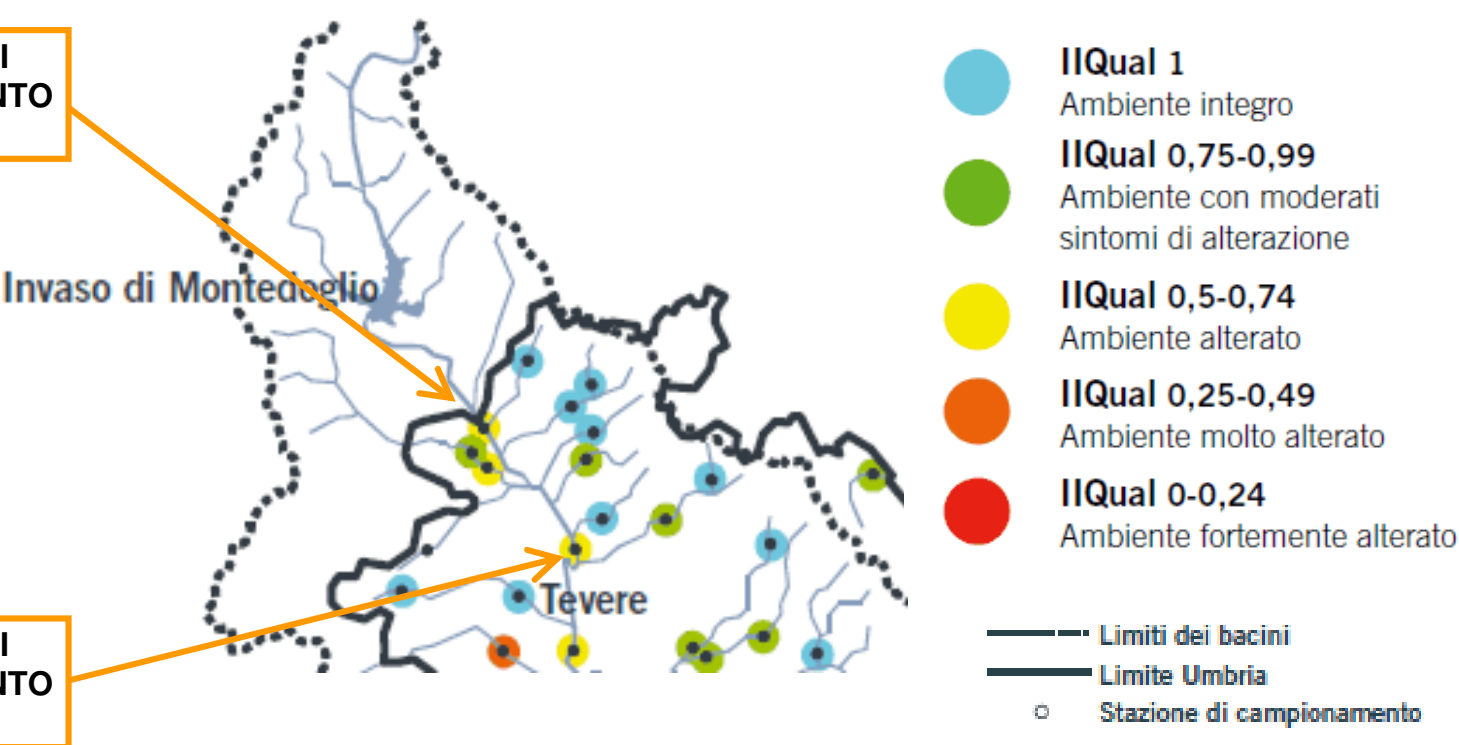 IIQual 1
Ambiente integro
IIQual 0,75-0,99
Ambiente con moderati
sintomi di alterazione
Invaso di Montedoglio
IIQual 0,5-0,74
Ambiente alterato
IIQual 0,25-0,49
Ambiente molto alterato
IIQual 0-0,24
Ambiente fortemente alterato
Tevere
Limiti dei bacini
Limite Umbria
Stazione di campionamento